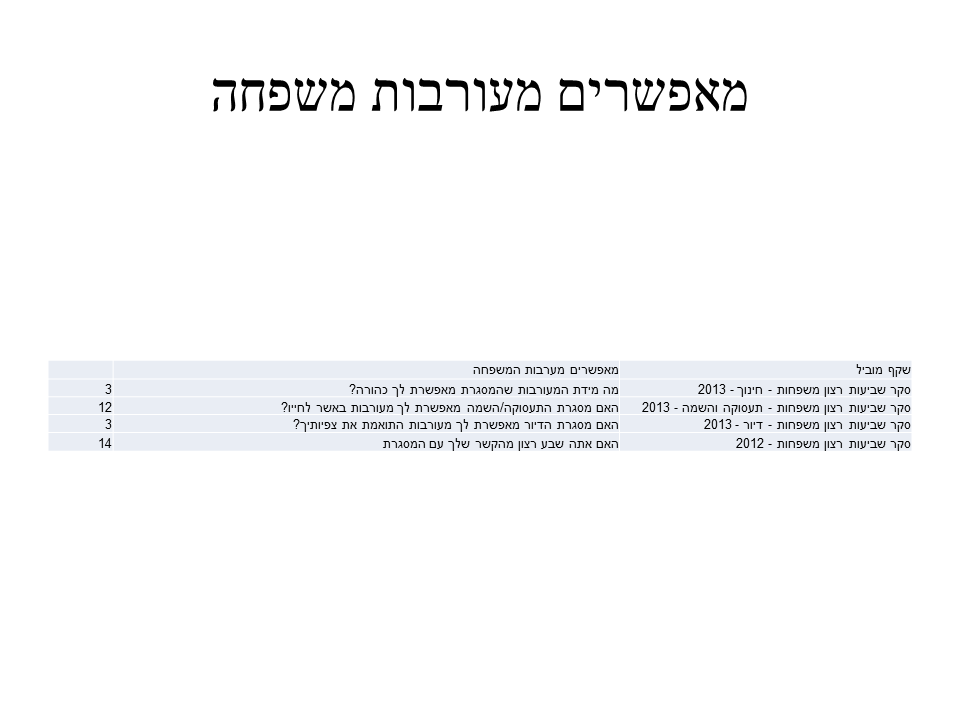 מאפשרים מעורבות משפחה
שקף מוביל מאפשרים מערבות המשפחה
סקר שביעות רצון משפחות - חינוך - 2013 מה מידת המעורבות שהמסגרת מאפשרת לך כהורה? 3
סקר שביעות רצון משפחות - תעסוקה והשמה - 2013 האם מסגרת התעסוקה/השמה מאפשרת לך מעורבות באשר לחייו? 12
סקר שביעות רצון משפחות - דיור - 2013 האם מסגרת הדיור מאפשרת לך מעורבות התואמת את צפיותיך? 3
סקר שביעות רצון משפחות - 2012 האם אתה שבע רצון מהקשר שלך עם המסגרת 14